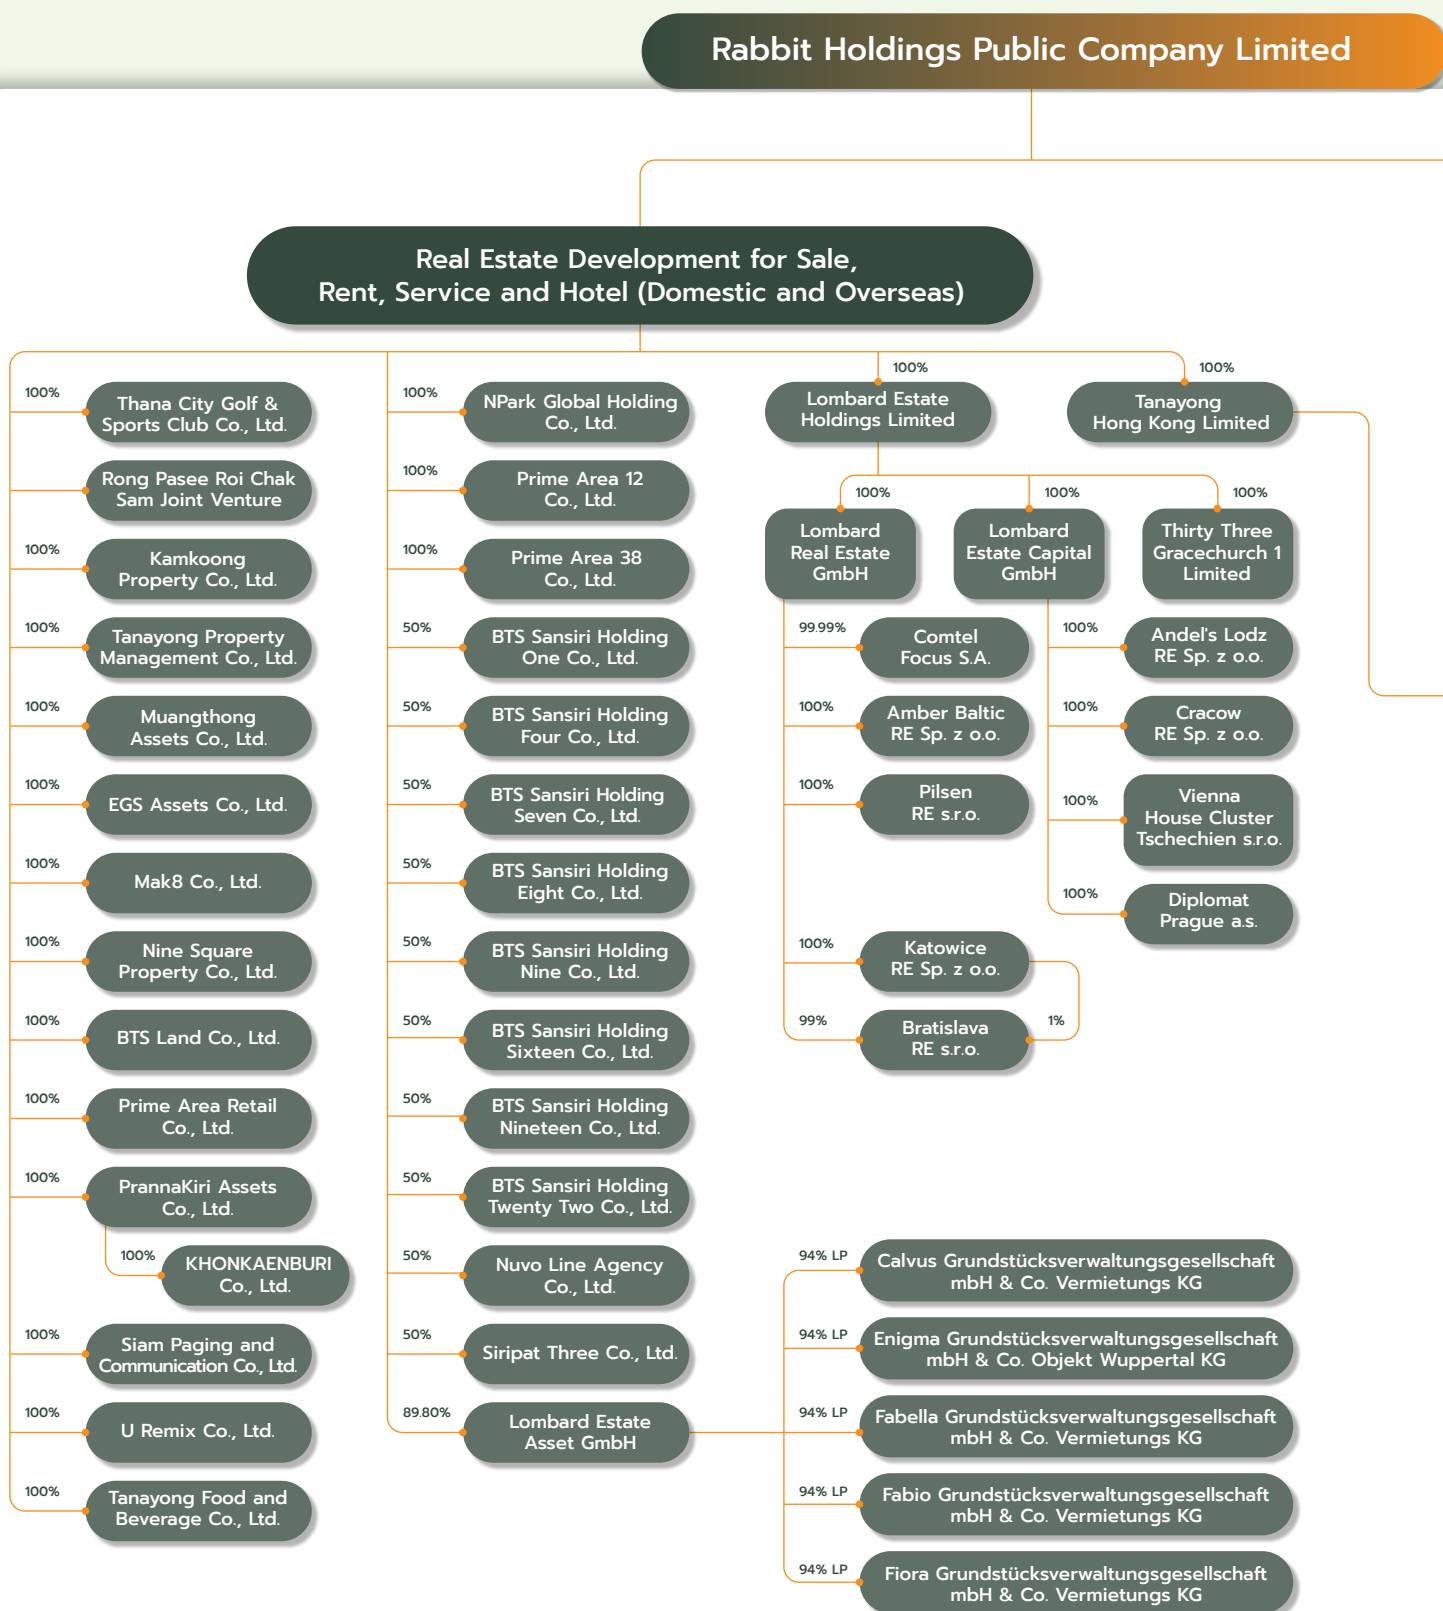 Rabbit Holdings Public Company Limited
Real Estate Development for Sale,
Rent, Service and Hotel (Domestic and Overseas)
100%
Thana City Golf &
Sports Club Co., Ltd.
Rong Pasee Roi Chak
Sam Joint Venture
100%
Kamkoong
Property Co., Ltd.
100%
Tanayong Property
Management Co., Ltd.
100%
Muangthong
Assets Co., Ltd.
100%
EGS Assets Co., Ltd.
100%
Mak8 Co., Ltd.
100%
Nine Square
Property Co., Ltd.
100%
BTS Land Co., Ltd.
100%
Prime Area Retail
Co., Ltd.
100%
PrannaKiri Assets
Co., Ltd.
100%
KHONKAENBURI
Co., Ltd.
100%
Siam Paging and
Communication Co., Ltd.
100%
U Remix Co., Ltd.
100%
Tanayong Food and
Beverage Co., Ltd.
100%
NPark Global Holding
Co., Ltd.
100%
Prime Area 12
Co., Ltd.
100%
Prime Area 38
Co., Ltd.
50%
BTS Sansiri Holding
One Co., Ltd.
50%
BTS Sansiri Holding
Four Co., Ltd.
50%
BTS Sansiri Holding
Seven Co., Ltd.
50%
BTS Sansiri Holding
Eight Co., Ltd.
50%
BTS Sansiri Holding
Nine Co., Ltd.
50%
BTS Sansiri Holding
Sixteen Co., Ltd.
50%
BTS Sansiri Holding
Nineteen Co., Ltd.
50%
BTS Sansiri Holding
Twenty Two Co., Ltd.
50%
Nuvo Line Agency
Co., Ltd.
50%
Siripat Three Co., Ltd.
89.80%
Lombard Estate
Asset GmbH
100%
Lombard Estate
Holdings Limited
100%
Tanayong
Hong Kong Limited
100%
Lombard
Real Estate
GmbH
100%
Lombard
Estate Capital
GmbH
100%
Thirty Three
Gracechurch 1
Limited
99.99%
Comtel
Focus S.A.
100%
Amber Baltic
RE Sp. z o.o.
100%
Pilsen
RE s.r.o.
100%
Katowice
RE Sp. z o.o.
99%
Bratislava
RE s.r.o.
1%
100%
Andel's Lodz
RE Sp. z o.o.
100%
Cracow
RE Sp. z o.o.
100%
Vienna
House Cluster
Tschechien s.r.o.
100%
Diplomat
Prague a.s.
94% LP
Calvus Grundstücksverwaltungsgesellschaft
mbH & Co. Vermietungs KG
94% LP
Enigma Grundstücksverwaltungsgesellschaft
mbH & Co. Objekt Wuppertal KG
94% LP
Fabella Grundstücksverwaltungsgesellschaft
mbH & Co. Vermietungs KG
94% LP
Fabio Grundstücksverwaltungsgesellschaft
mbH & Co. Vermietungs KG
94% LP
Fiora Grundstücksverwaltungsgesellschaft
mbH & Co. Vermietungs KG